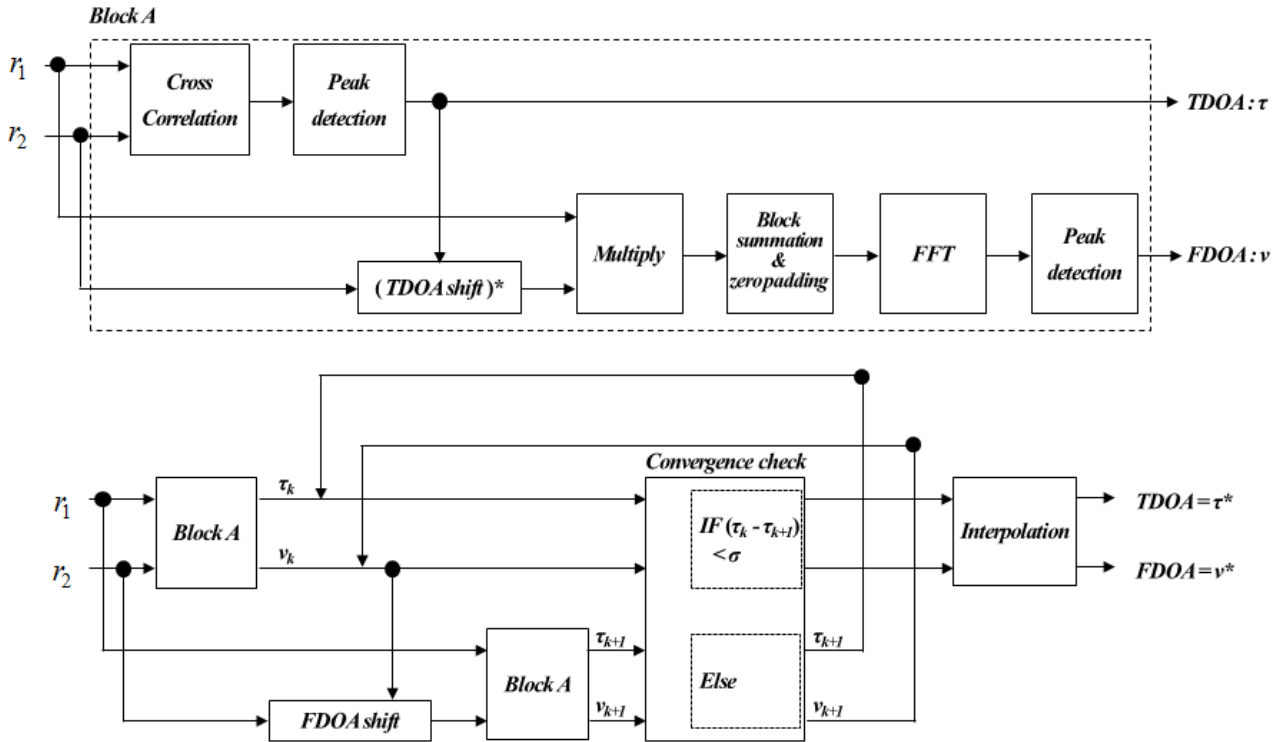 Block A
r1
r2
Cross
Correlation
Peak
detection
TDOA : τ
(TDOA shift)*
Multiply
Block
summation
&
zero padding
FFT
Peak
detection
FDOA : ν
Convergence check
r1
r2
Block A
τk
νk
IF (τk - τk+1)
< σ
Interpolation
TDOA = τ*
FDOA = ν*
FDOA shift
Block A
τk+1
νk+1
Else
τk+1
νk+1